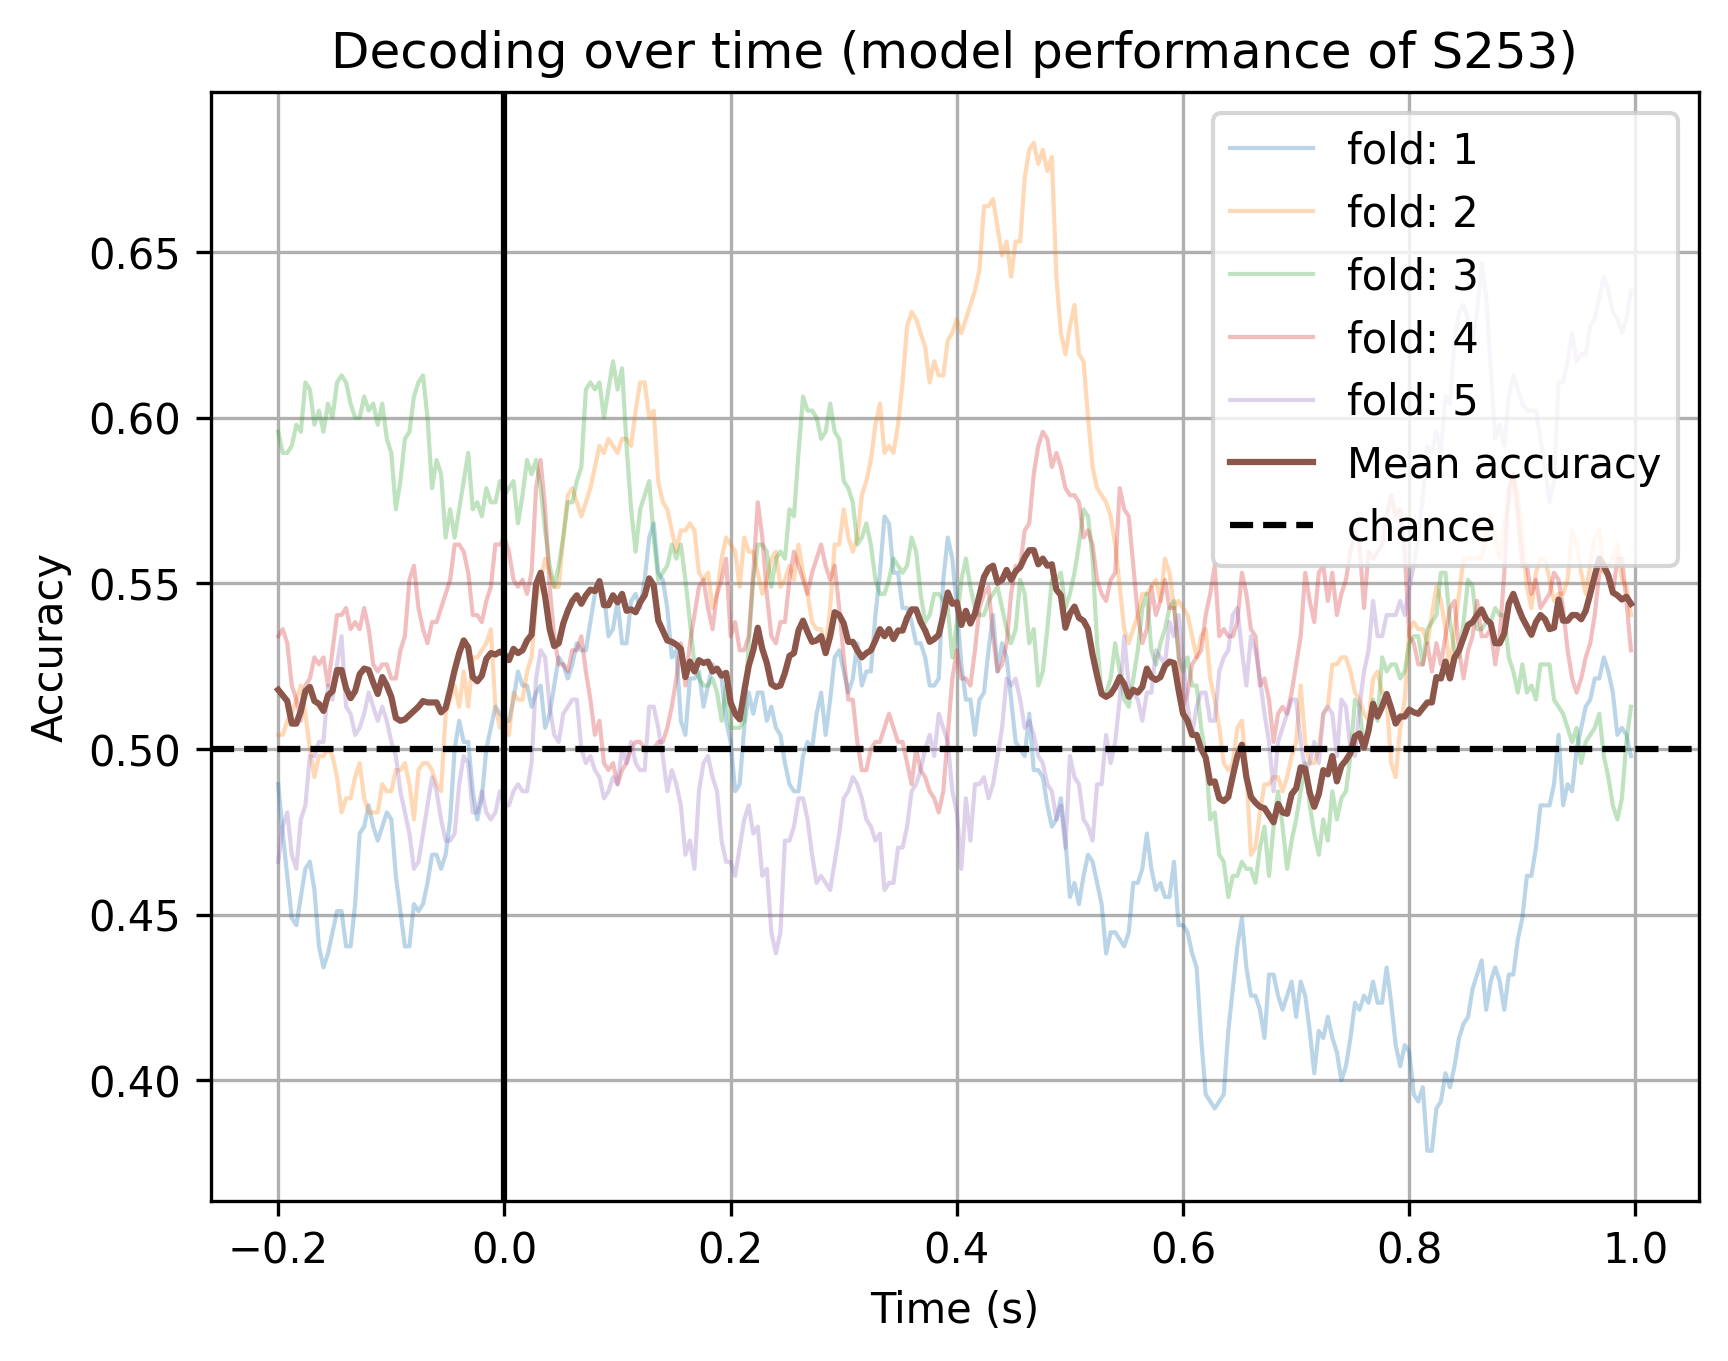 Decoding over time (model performance of S253)
fold: 1
fold: 2
fold: 3
fold: 4
fold: 5
Mean accuracy
chance
Accuracy
0.65
0.60
0.55
0.50
0.45
0.40
−0.2 0.0 0.2 0.4 0.6 0.8 1.0
Time (s)